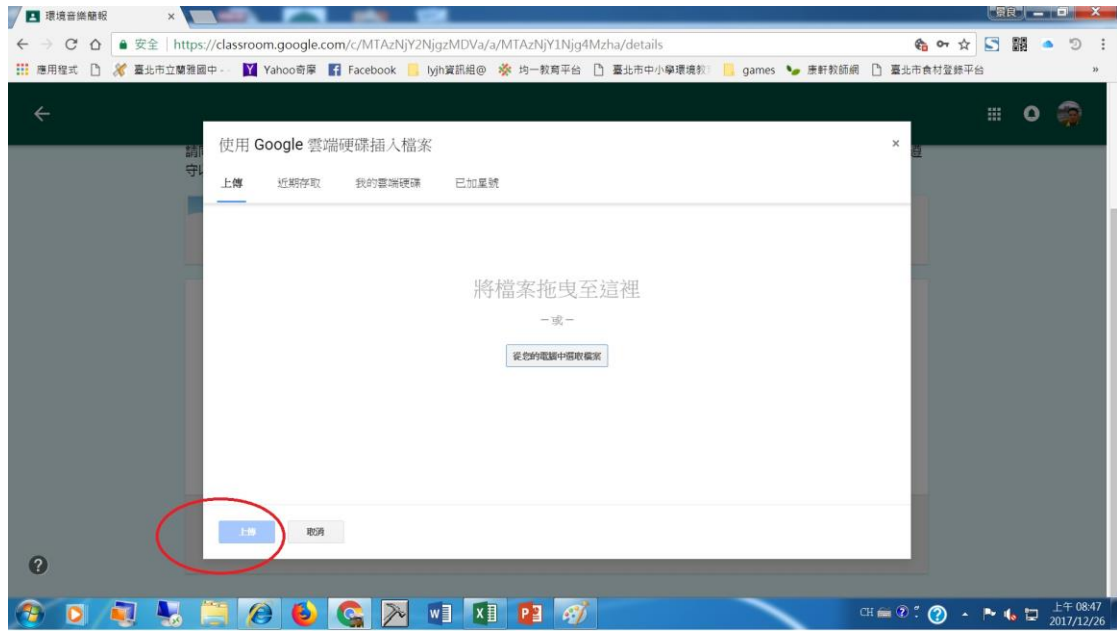 環境音樂簡報
景良
安全 | https://classroom.google.com/c/MTAzNjY2NjgzMDVa/a/MTAzNjY1Njg4Mzha/details
應用程式 臺北市立蘭雅國中 - Yahoo奇摩 Facebook lyjh資訊組@ 均一教育平台 臺北市中小學環境教 games 康軒教師網 臺北市食材登錄平台 »
使用 Google 雲端硬碟插入檔案
上傳 近期存取 我的雲端硬碟 已加星號
將檔案拖曳至這裡
－或－
從您的電腦中選取檔案
上傳 取消
CH
上午 08:47
2017/12/26